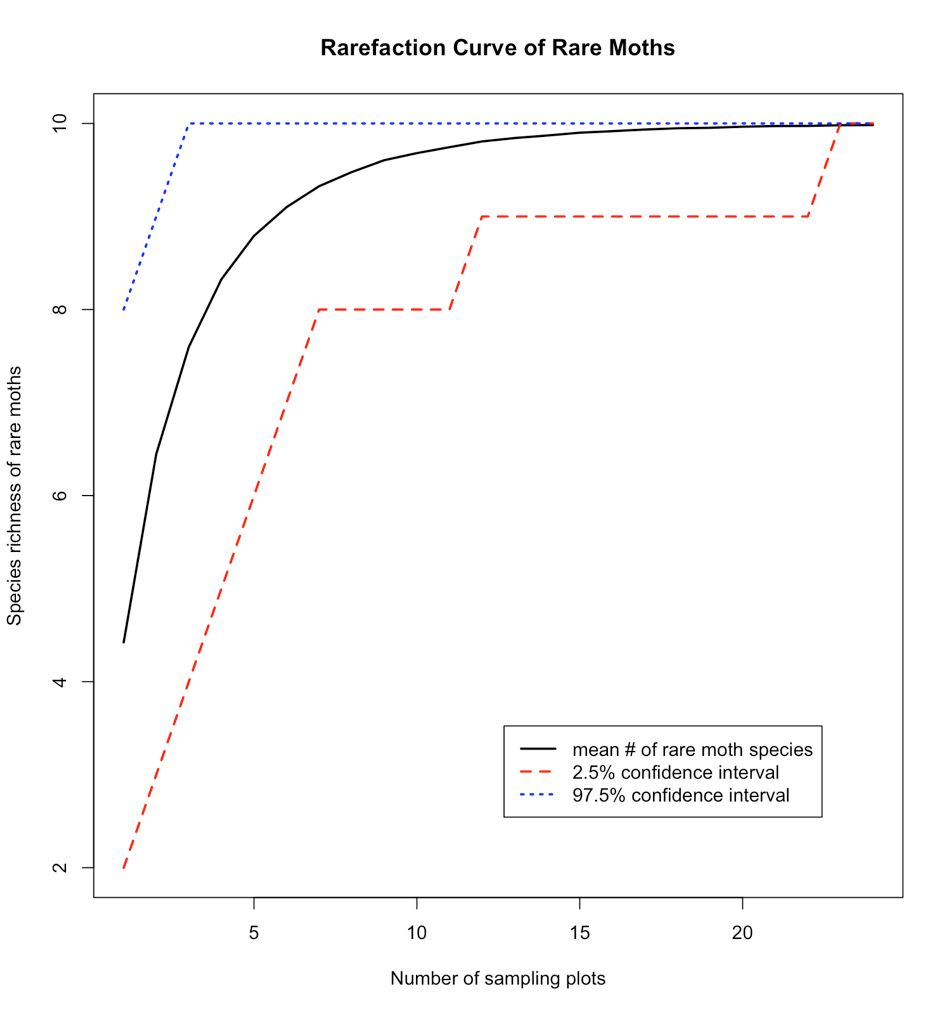 Rarefaction Curve of Rare Moths
Species richness of rare moths
10
8
6
4
2
mean # of rare moth species
2.5% confidence interval
97.5% confidence interval
5 10 15 20
Number of sampling plots